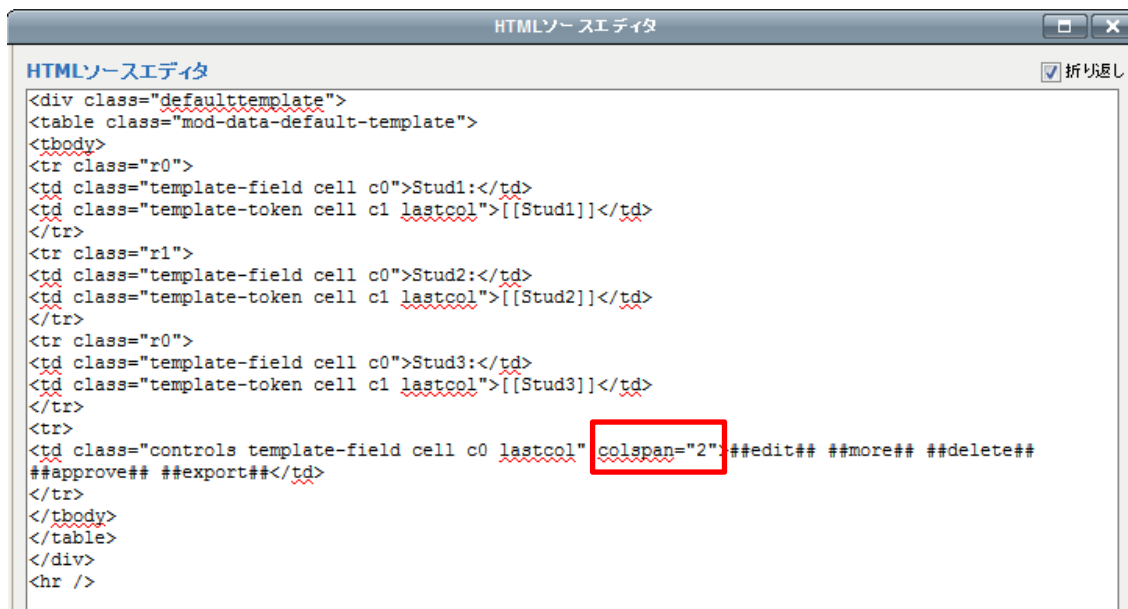 HTMLソースエディタ
HTMLソースエディタ
折り返し
<div class="defaulttemplate">
<table class="mod-data-default-template">
<tbody>
<tr class="r0">
<td class="template-field cell c0">Stud1:</td>
<td class="template-token cell c1 lastcol">[[Stud1]]</td>
</tr>
<tr class="r1">
<td class="template-field cell c0">Stud2:</td>
<td class="template-token cell c1 lastcol">[[Stud2]]</td>
</tr>
<tr class="r0">
<td class="template-field cell c0">Stud3:</td>
<td class="template-token cell c1 lastcol">[[Stud3]]</td>
</tr>
<tr>
<td class="controls template-field cell c0 lastcol" colspan="2">##edit## ##more## ##delete##
##approve## ##export##</td>
</tr>
</tbody>
</table>
</div>
<hr />